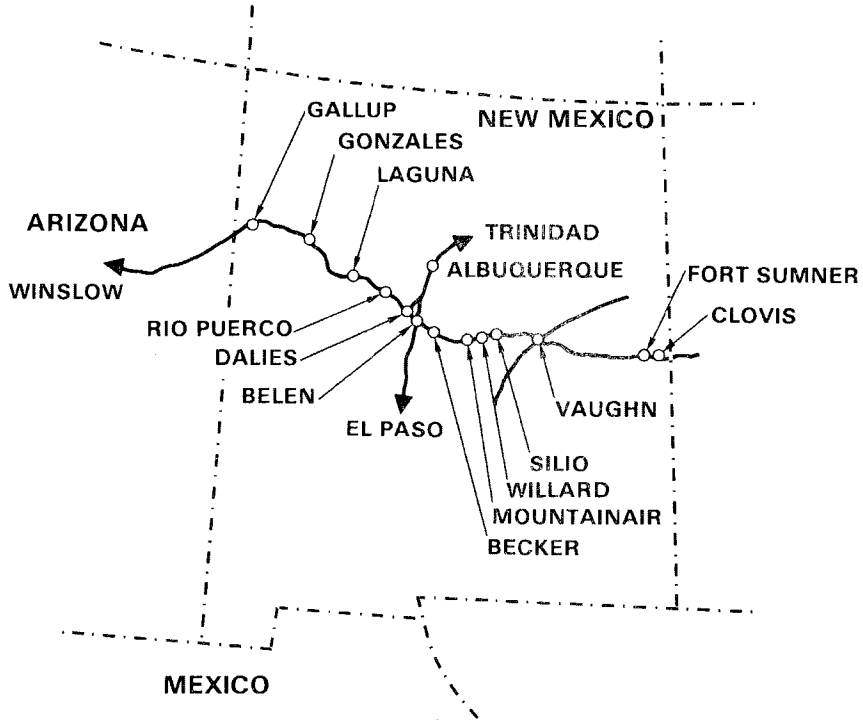 GALLUP
NEW MEXICO
GONZALES
LAGUNA
ARIZONA
TRINIDAD
ALBUQUERQUE
FORT SUMNER
WINSLOW
CLOVIS
RIO PUERCO
DALIES
BELEN
VAUGHN
EL PASO
SILIO
WILLARD
MOUNTAINAIR
BECKER
MEXICO